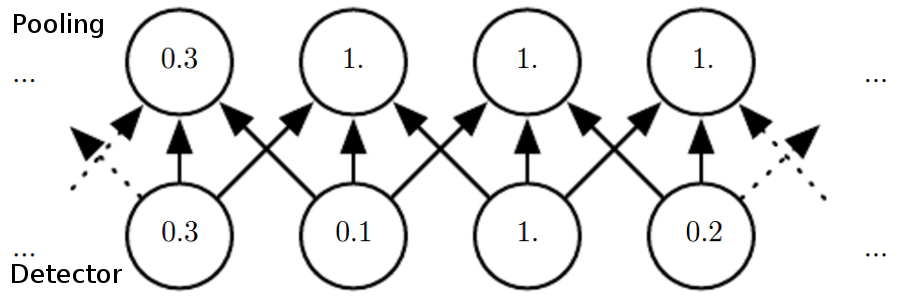 Pooling
... 0.3 1. 1. 1. ...
... 0.3 0.1 1. 0.2 ...
Detector